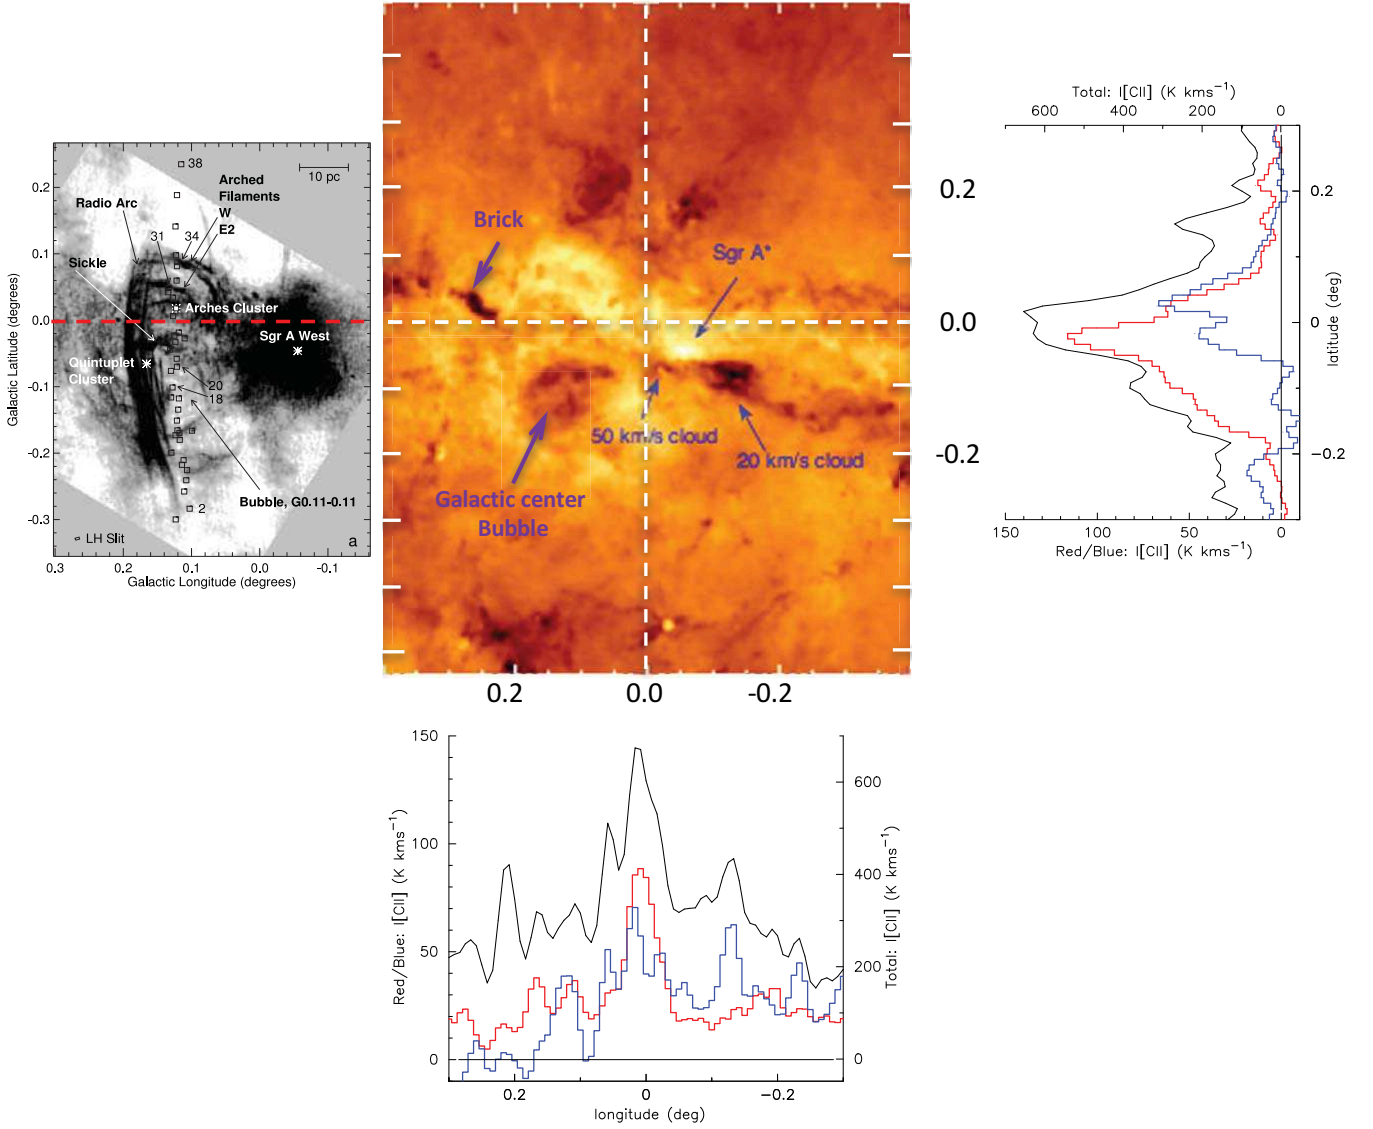 38
10 pc
0.2
Arched
Filaments
W
E2
Radio Arc
31
34
0.1
Sickle
Arches Cluster
0.0
Sgr A West
Quintuplet
Cluster
20
18
-0.1
-0.2
Bubble, G0.11-0.11
2
-0.3
LH Slit
a
0.3
0.2
0.1
0.0
-0.1
Galactic Longitude (degrees)
Galactic Latitude (degrees)
Brick
Sgr A*
50 km/s cloud
20 km/s cloud
Galactic center
Bubble
0.2
0.0
-0.2
0.2
0.0
-0.2
Total: I[CII] (K kms⁻¹)
600
400
200
0
0.2
0
−0.2
latitude (deg)
150
100
50
0
Red/Blue: I[CII] (K kms⁻¹)
150
100
50
0
Red/Blue: I[CII] (K kms⁻¹)
600
400
200
0
Total: I[CII] (K kms⁻¹)
0.2
0
−0.2
longitude (deg)